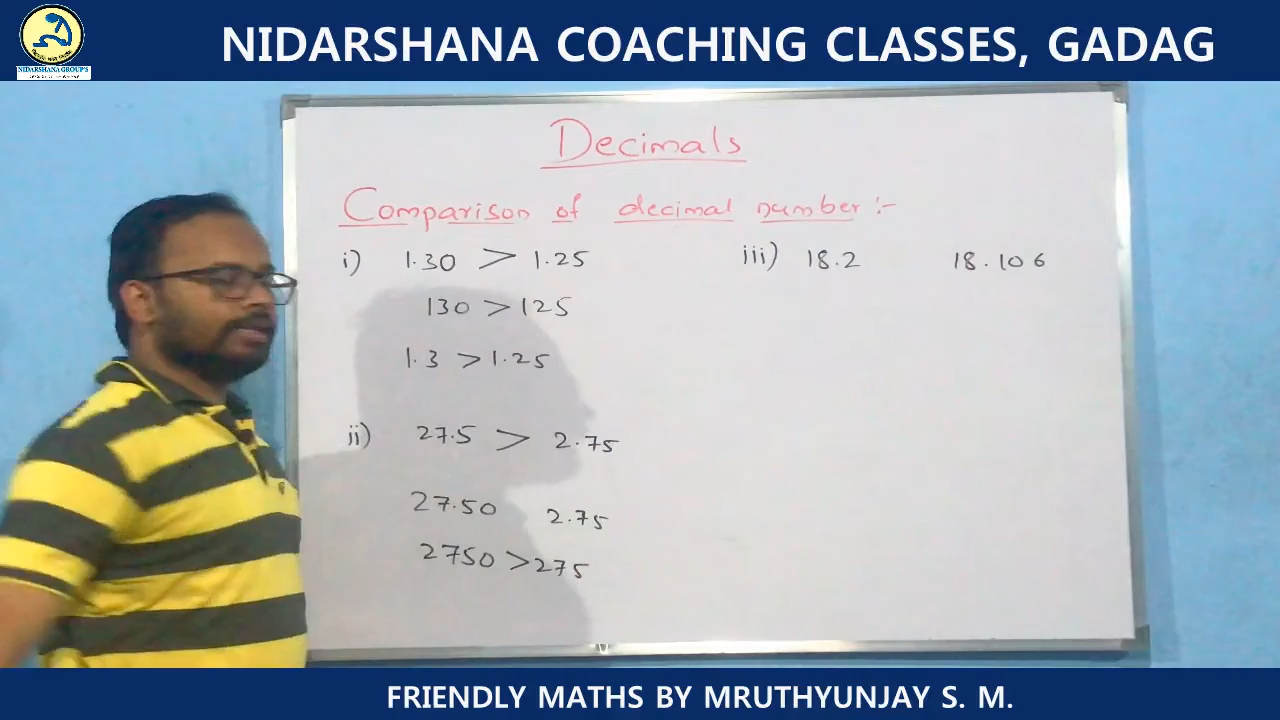 NIDARSHANA COACHING CLASSES, GADAG
NIDARSHANA GROUP'S
Decimals
Comparison of decimal number :-
i) 1.30 > 1.25
130 > 125
1.3 > 1.25
ii) 27.5 > 2.75
27.50 2.75
2750 > 275
iii) 18.2 18.106
FRIENDLY MATHS BY MRUTHYUNJAY S. M.